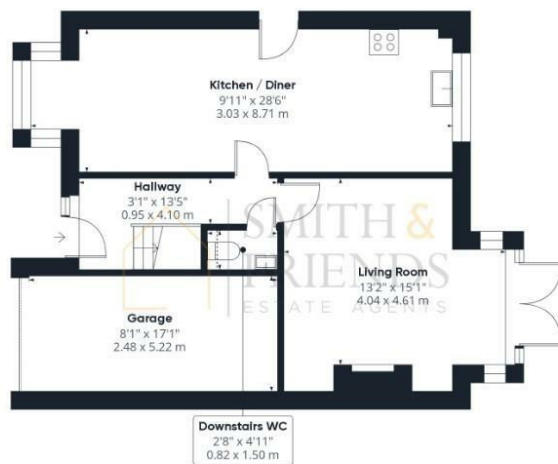 Kitchen / Diner
9'11" x 28'6"
3.03 x 8.71 m
Hallway
3'1" x 13'5"
0.95 x 4.10 m
SMITH &
FRIENDS
ESTATE AGENTS
Living Room
13'2" x 15'1"
4.04 x 4.61 m
Garage
8'1" x 17'1"
2.48 x 5.22 m
Downstairs WC
2'8" x 4'11"
0.82 x 1.50 m